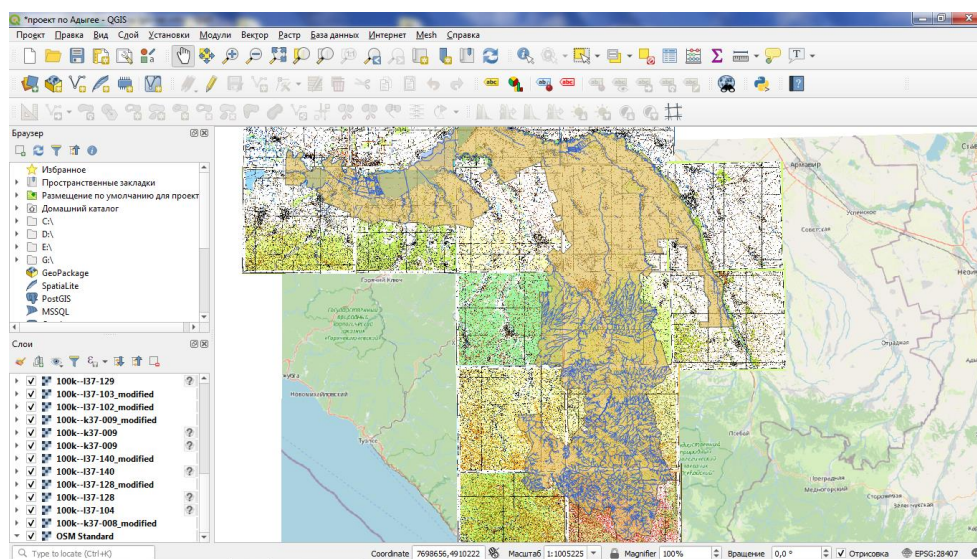 *проект по Адыгее - QGIS
Проект Правка Вид Слой Установки Модули Вектор Растр База данных Интернет Mesh Справка
Браузер
Избранное
Пространственные закладки
Размещение по умолчанию для проект
Домашний каталог
C:\
D:\
E:\
G:\
GeoPackage
SpatiaLite
PostGIS
MSSQL
Слои
100k--l37-129
100k--l37-103_modified
100k--l37-102_modified
100k--k37-009_modified
100k--k37-009
100k--k37-009
100k--l37-140_modified
100k--l37-140
100k--l37-128_modified
100k--l37-128
100k--l37-104
100k--k37-008_modified
OSM Standard
Армавир
Успенское
Советская
Горячий Ключ
Отрадная
Новомихайловский
Туапсе
Псебай
Преградная
Медногорский
Сторожевая
Type to locate (Ctrl+K)
Coordinate 7698656,4910222 Масштаб 1:1005225 Magnifier 100% Вращение 0,0 ° Отрисовка EPSG:28407